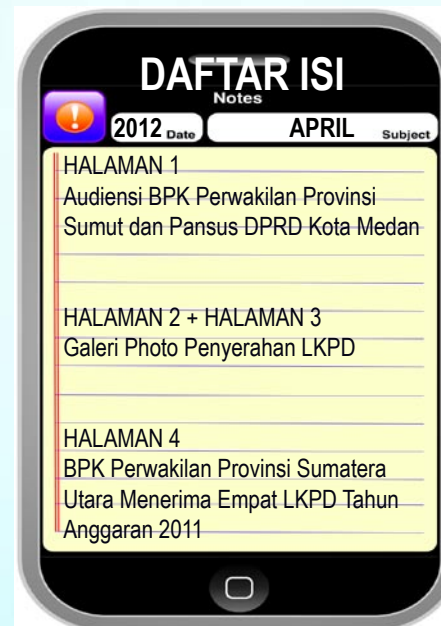 DAFTAR ISI
Notes
2012 Date APRIL Subject
HALAMAN 1
Audiensi BPK Perwakilan Provinsi
Sumut dan Pansus DPRD Kota Medan
HALAMAN 2 + HALAMAN 3
Galeri Photo Penyerahan LKPD
HALAMAN 4
BPK Perwakilan Provinsi Sumatera
Utara Menerima Empat LKPD Tahun
Anggaran 2011